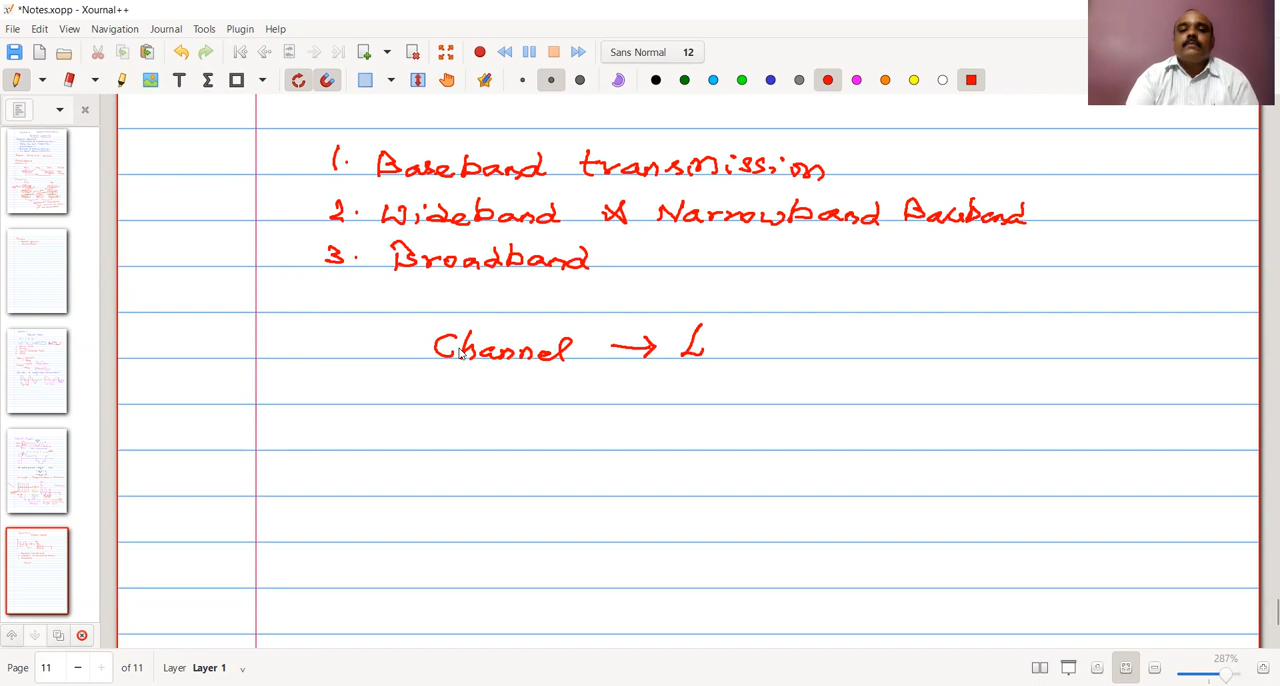 *Notes.xopp - Xournal++
File Edit View Navigation Journal Tools Plugin Help
Sans Normal 12
1. Baseband transmission
2. Wideband & Narrowband Baseband
3. Broadband
Channel → L
Page 11 of 11 Layer Layer 1
287%